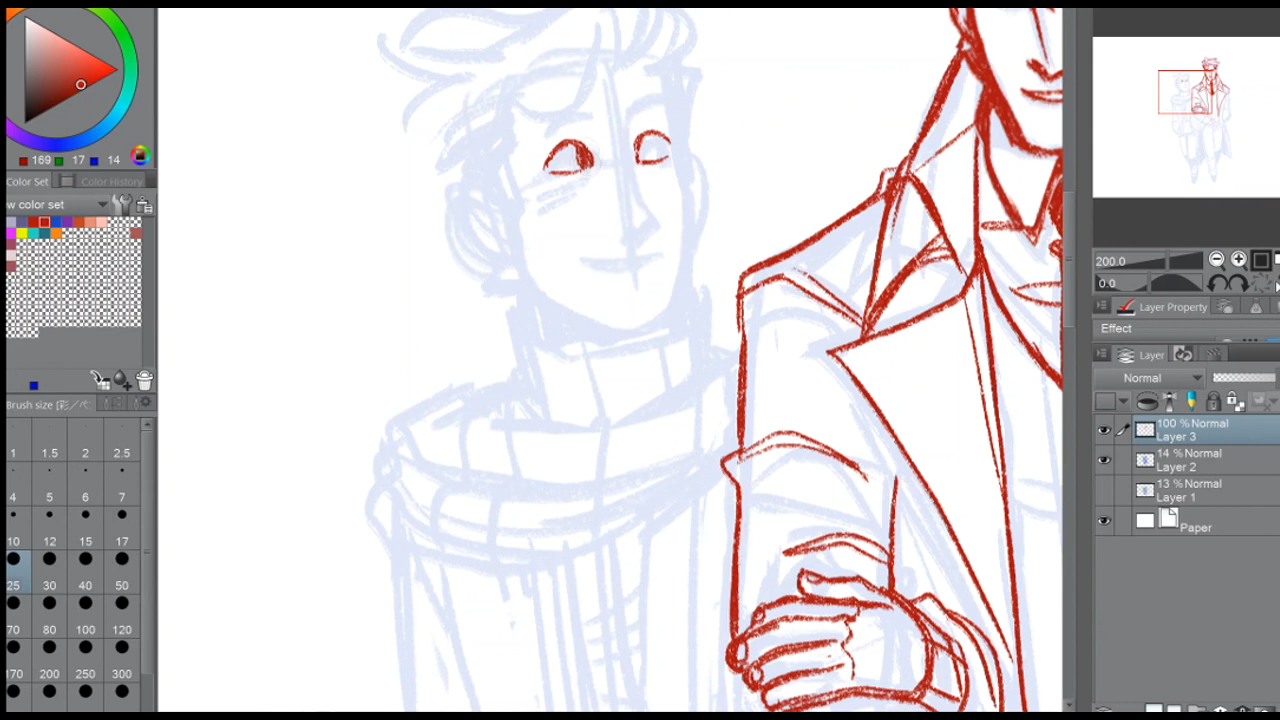 169 17 14
Color Set Color History
w color set
Brush size [彩／ペ
1 1.5 2 2.5
4 5 6 7
10 12 15 17
25 30 40 50
70 80 100 120
170 200 250 300
200.0
0.0
Layer Property
Effect
Layer
Normal
100 % Normal
Layer 3
14 % Normal
Layer 2
13 % Normal
Layer 1
Paper